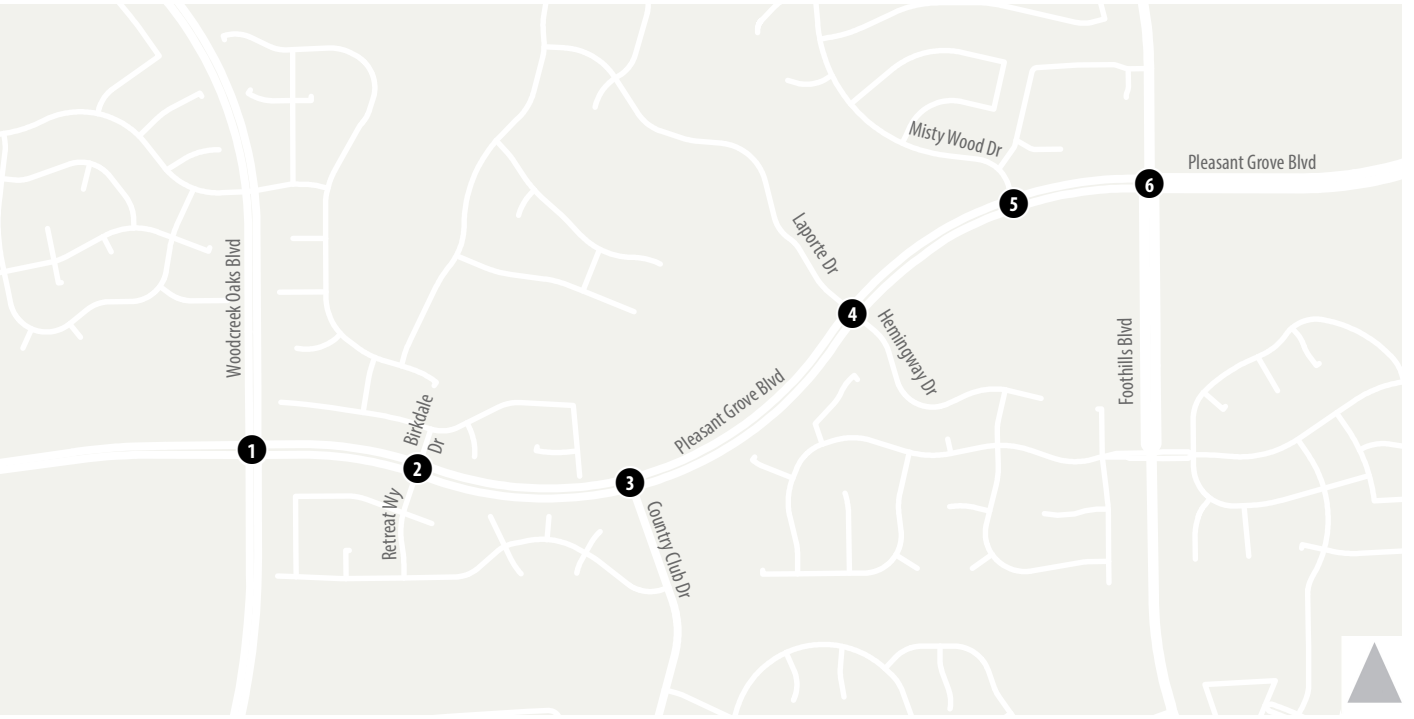 Misty Wood Dr
Pleasant Grove Blvd
6
5
Laporte Dr
Woodcreek Oaks Blvd
4
Hemingway Dr
Foothills Blvd
Pleasant Grove Blvd
Birkdale
Dr
1
2
3
Retreat Wy
Country Club Dr